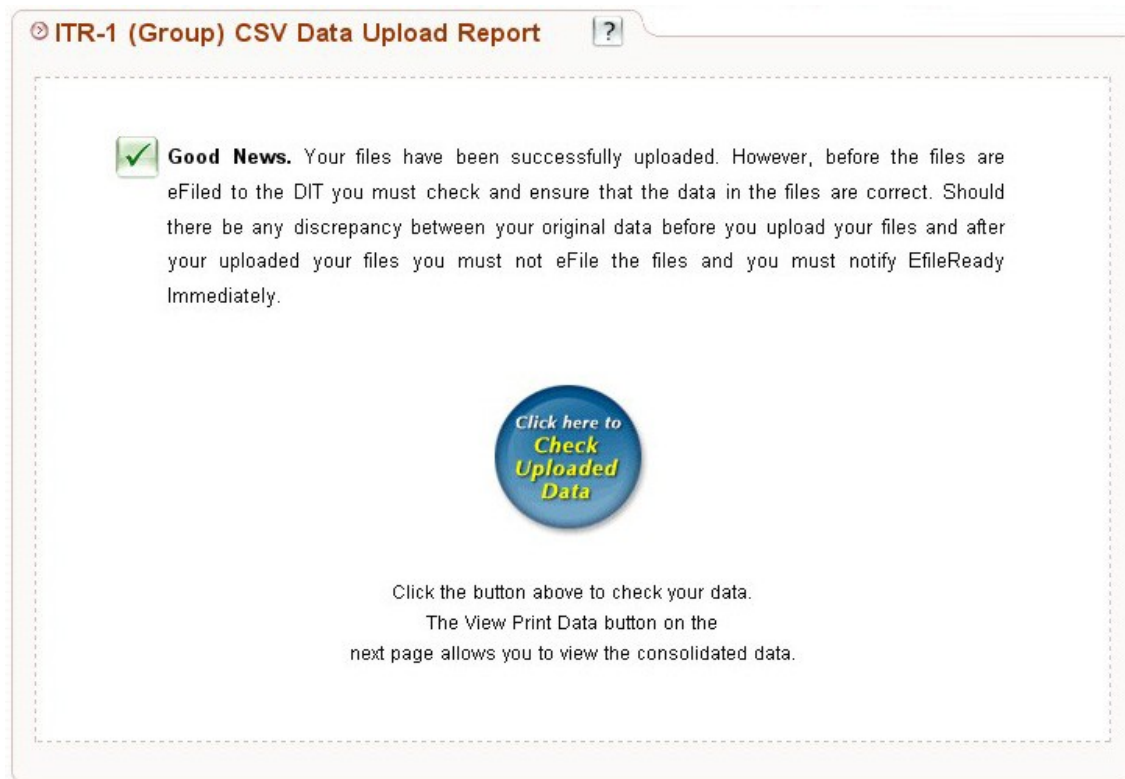 ITR-1 (Group) CSV Data Upload Report ?
Good News. Your files have been successfully uploaded. However, before the files are
eFiled to the DIT you must check and ensure that the data in the files are correct. Should
there be any discrepancy between your original data before you upload your files and after
your uploaded your files you must not eFile the files and you must notify EfileReady
Immediately.
Click here to
Check
Uploaded
Data
Click the button above to check your data.
The View Print Data button on the
next page allows you to view the consolidated data.